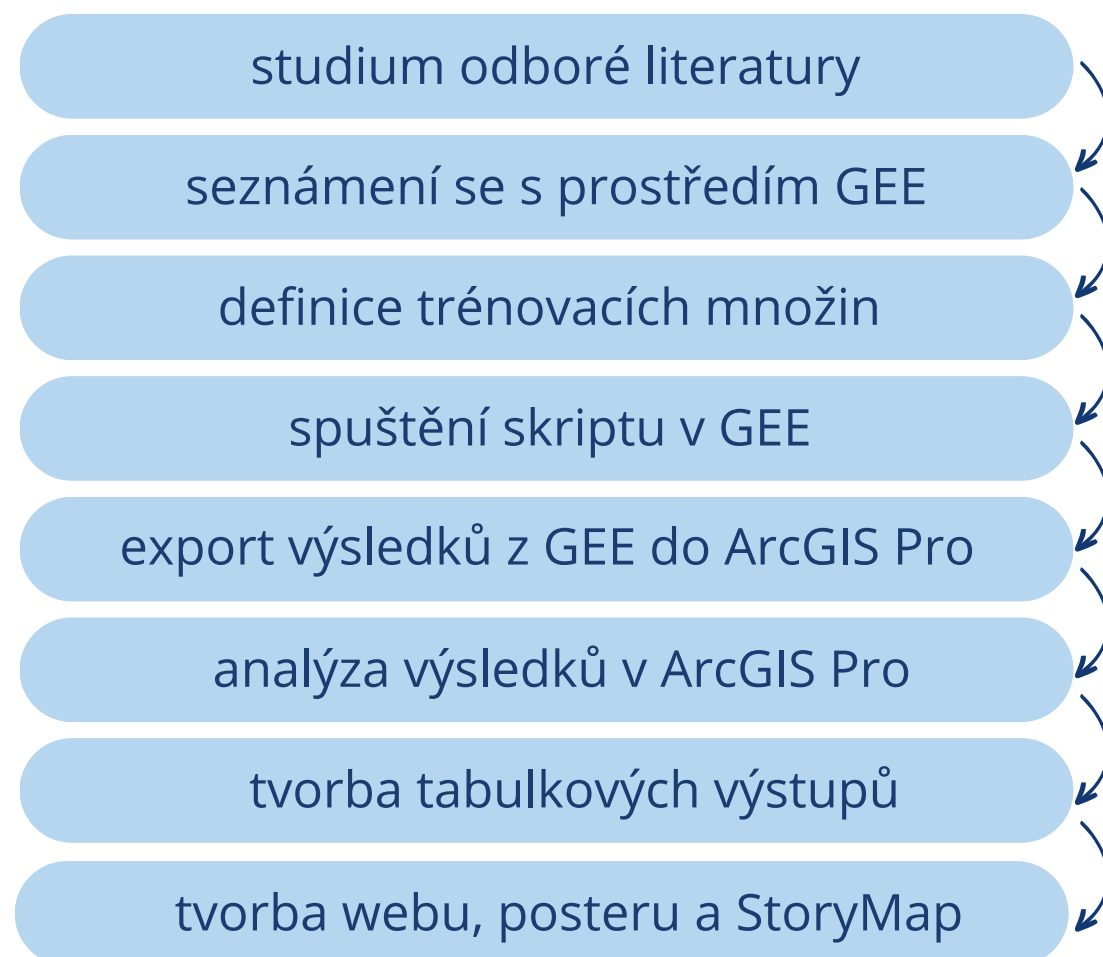 studium odboré literatury
seznámení se s prostředím GEE
definice trénovacích množin
spuštění skriptu v GEE
export výsledků z GEE do ArcGIS Pro
analýza výsledků v ArcGIS Pro
tvorba tabulkových výstupů
tvorba webu, posteru a StoryMap